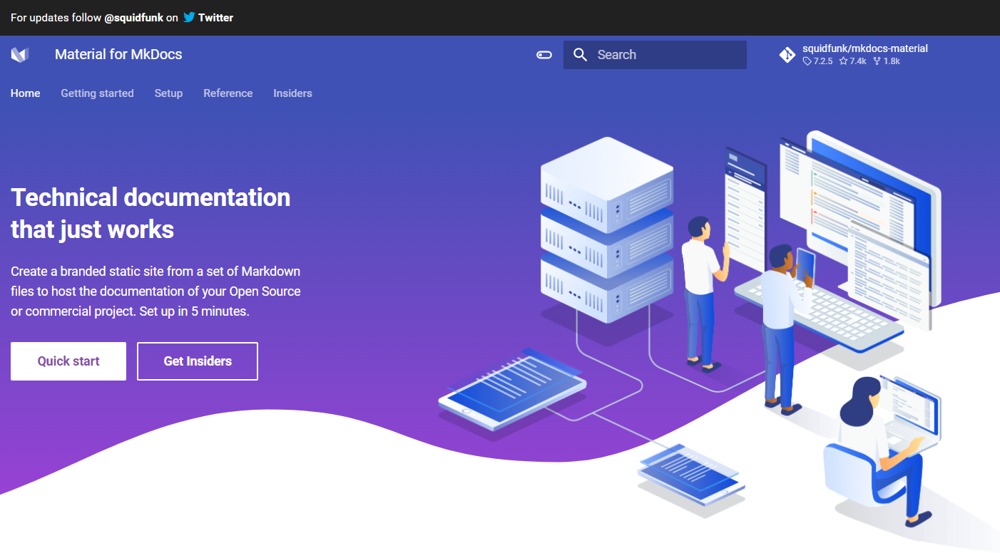 For updates follow @squidfunk on Twitter
Material for MkDocs
Search
squidfunk/mkdocs-material
7.2.5 7.4k 1.8k
Home Getting started Setup Reference Insiders
Technical documentation
that just works
Create a branded static site from a set of Markdown
files to host the documentation of your Open Source
or commercial project. Set up in 5 minutes.
Quick start Get Insiders